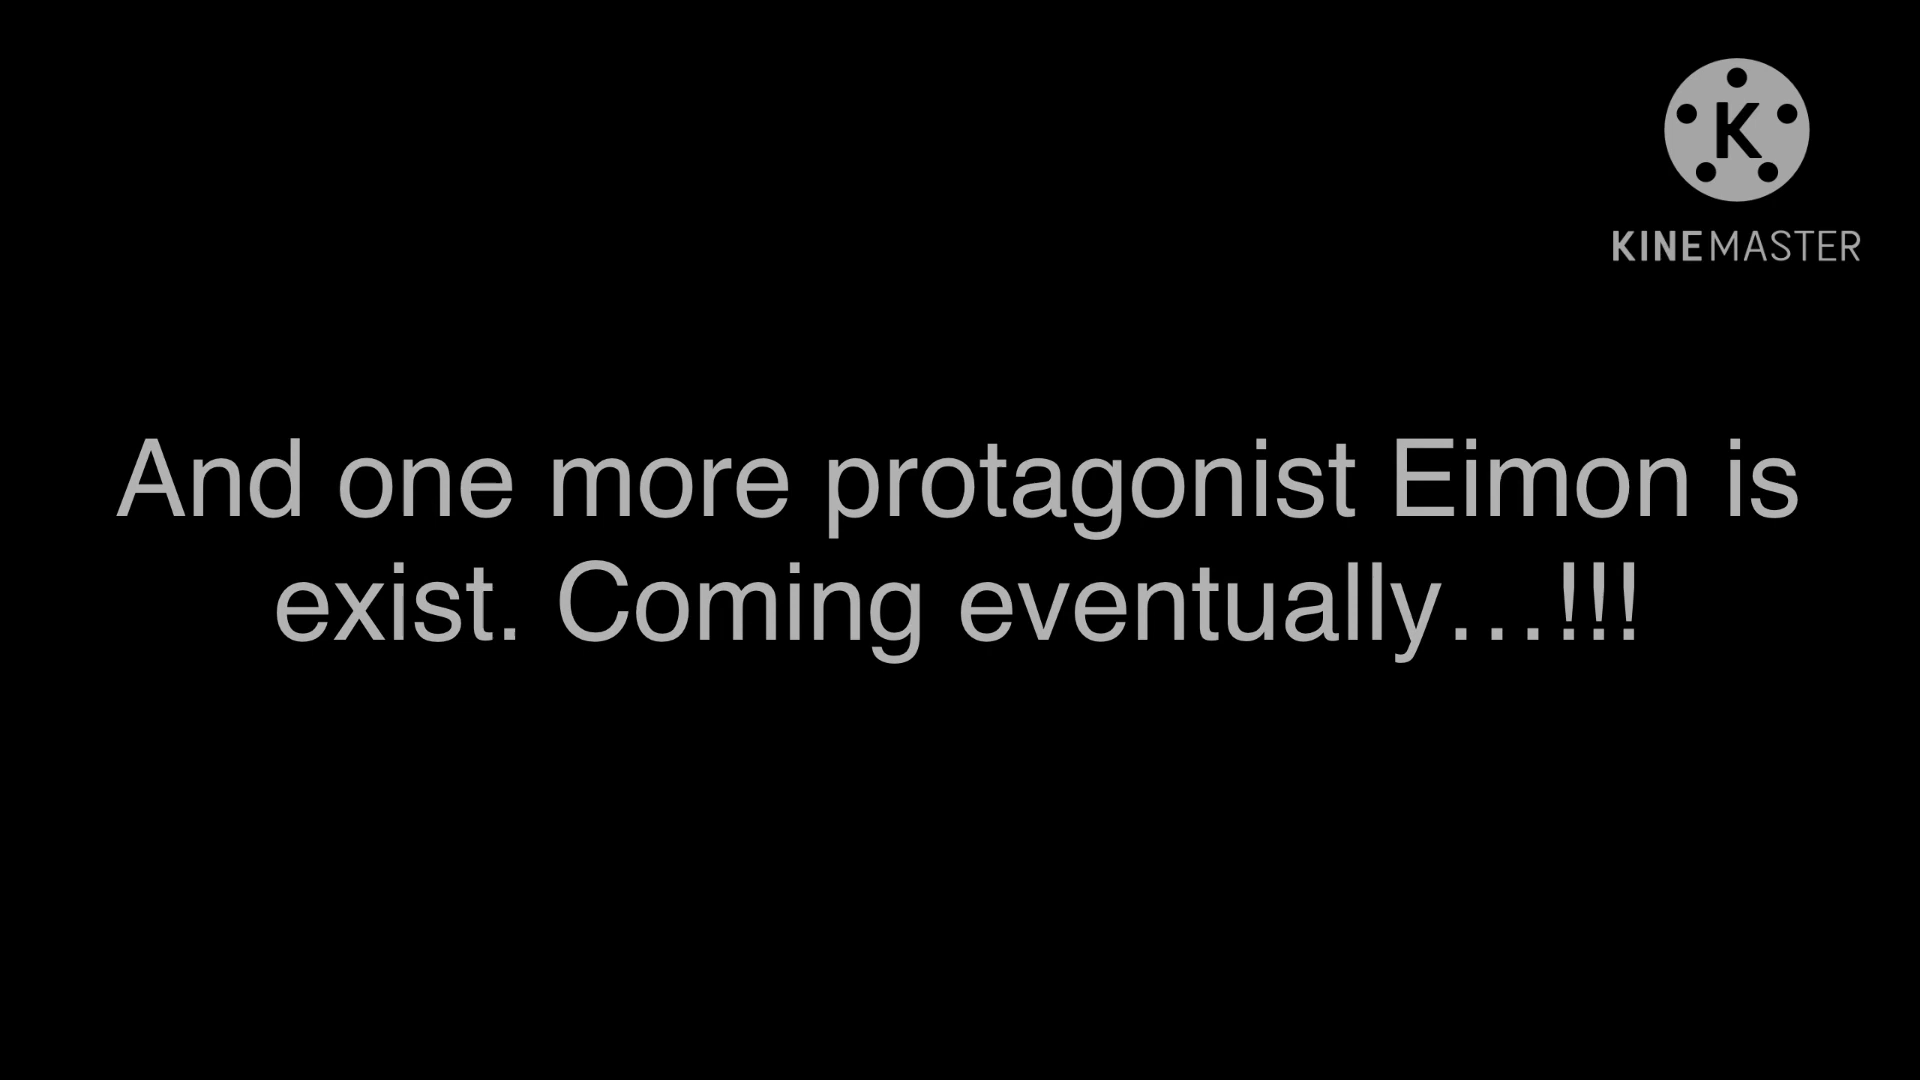 K
KINEMASTER
And one more protagonist Eimon is
exist. Coming eventually…!!!